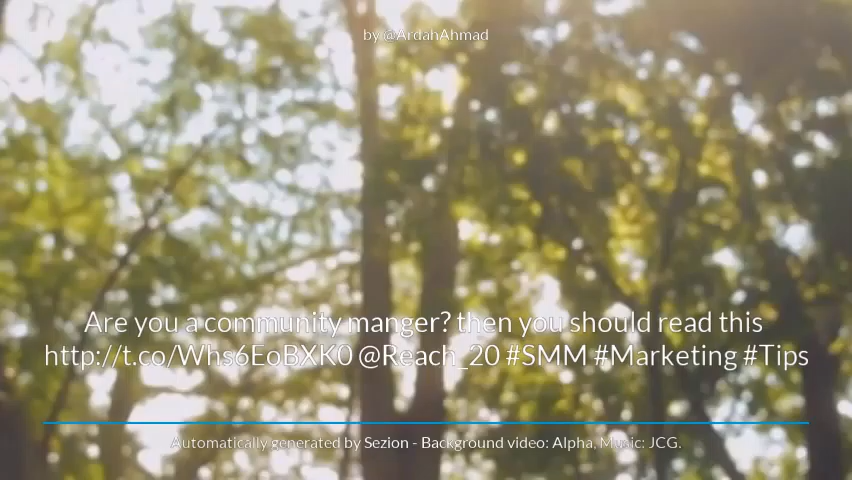 by @ArdahAhmad
Are you a community manger? then you should read this
http://t.co/Whs6EoBXK0 @Reach_20 #SMM #Marketing #Tips
Automatically generated by Sezion - Background video: Alpha, Music: JCG.